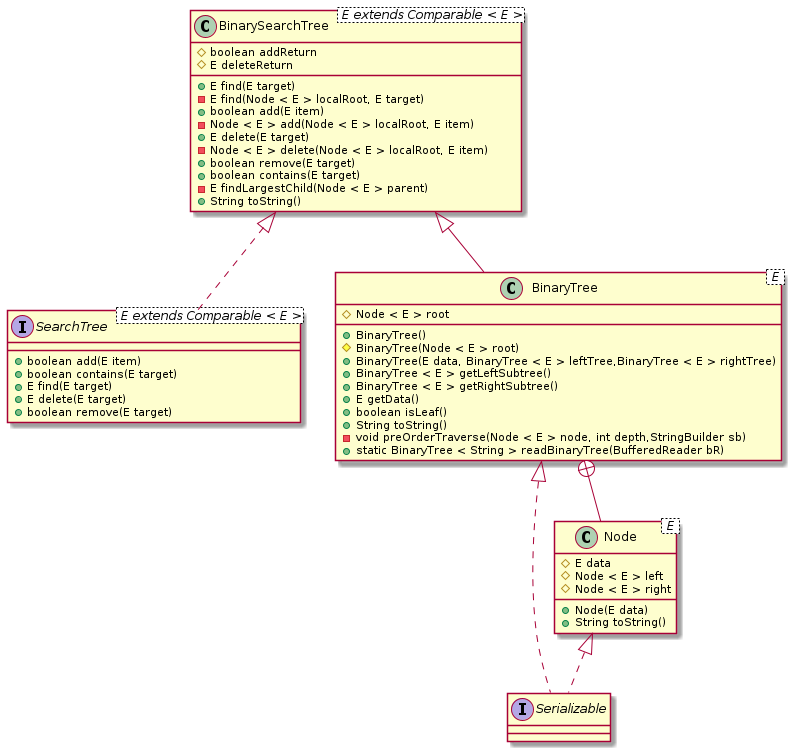 C BinarySearchTree
E extends Comparable < E >
boolean addReturn
E deleteReturn
E find(E target)
E find(Node < E > localRoot, E target)
boolean add(E item)
Node < E > add(Node < E > localRoot, E item)
E delete(E target)
Node < E > delete(Node < E > localRoot, E item)
boolean remove(E target)
boolean contains(E target)
E findLargestChild(Node < E > parent)
String toString()
I SearchTree
E extends Comparable < E >
boolean add(E item)
boolean contains(E target)
E find(E target)
E delete(E target)
boolean remove(E target)
C BinaryTree
E
Node < E > root
BinaryTree()
BinaryTree(Node < E > root)
BinaryTree(E data, BinaryTree < E > leftTree,BinaryTree < E > rightTree)
BinaryTree < E > getLeftSubtree()
BinaryTree < E > getRightSubtree()
E getData()
boolean isLeaf()
String toString()
void preOrderTraverse(Node < E > node, int depth,StringBuilder sb)
static BinaryTree < String > readBinaryTree(BufferedReader bR)
C Node
E
E data
Node < E > left
Node < E > right
Node(E data)
String toString()
I Serializable